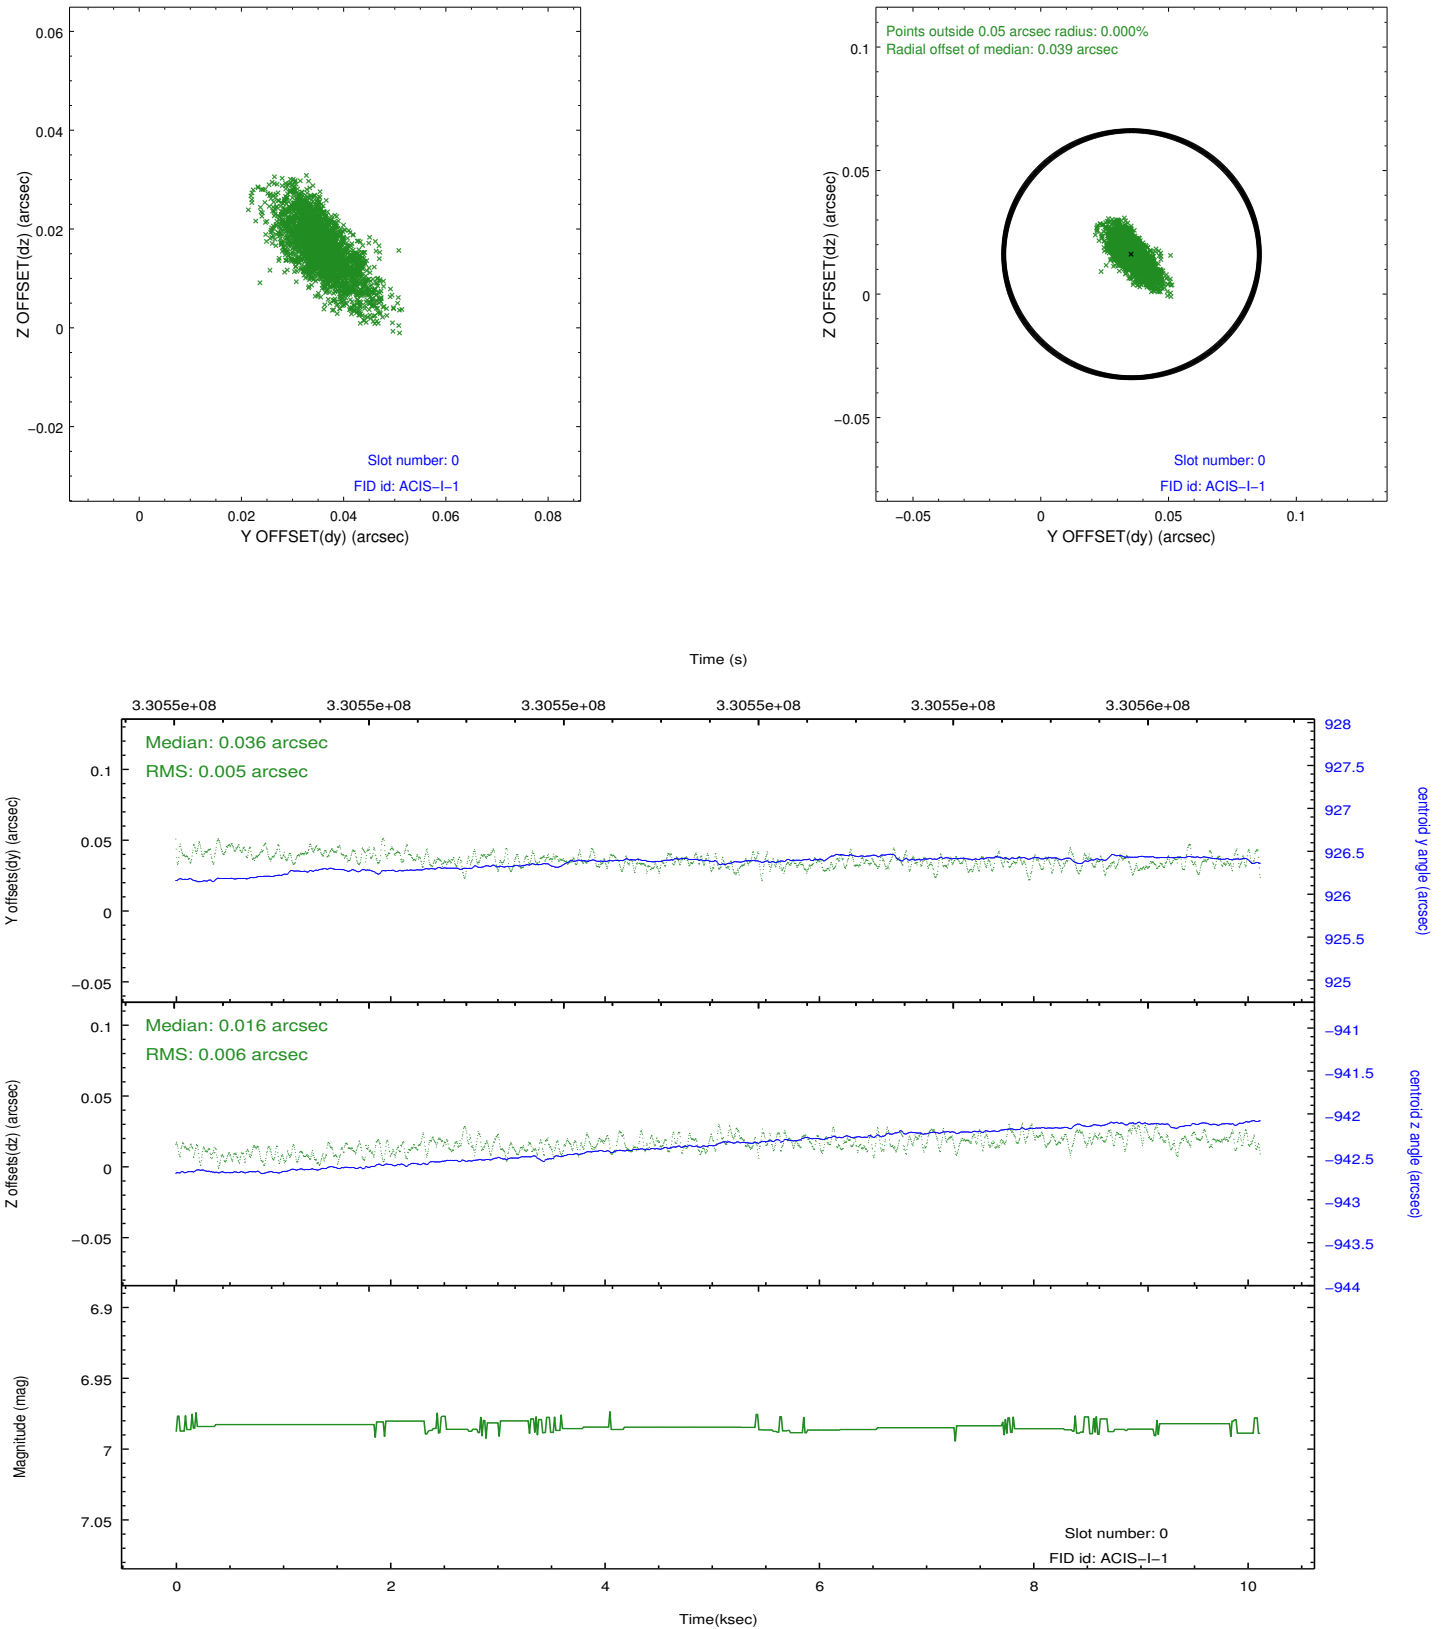 0.06
0.04
0.02
0
−0.02
Z OFFSET(dz) (arcsec)
Slot number: 0
FID id: ACIS−I−1
0
0.02
0.04
0.06
0.08
Y OFFSET(dy) (arcsec)
Points outside 0.05 arcsec radius: 0.000%
Radial offset of median: 0.039 arcsec
0.1
0.05
0
−0.05
Z OFFSET(dz) (arcsec)
Slot number: 0
FID id: ACIS−I−1
−0.05
0
0.05
0.1
Y OFFSET(dy) (arcsec)
Time (s)
3.3055e+08
3.3055e+08
3.3055e+08
3.3055e+08
3.3055e+08
3.3056e+08
Median: 0.036 arcsec
RMS: 0.005 arcsec
0.1
0.05
0
−0.05
Y offsets(dy) (arcsec)
928
927.5
927
926.5
926
925.5
925
centroid y angle (arcsec)
Median: 0.016 arcsec
RMS: 0.006 arcsec
0.1
0.05
0
−0.05
Z offsets(dz) (arcsec)
−941
−941.5
−942
−942.5
−943
−943.5
−944
centroid z angle (arcsec)
6.9
6.95
7
7.05
Magnitude (mag)
Slot number: 0
FID id: ACIS−I−1
0
2
4
6
8
10
Time(ksec)